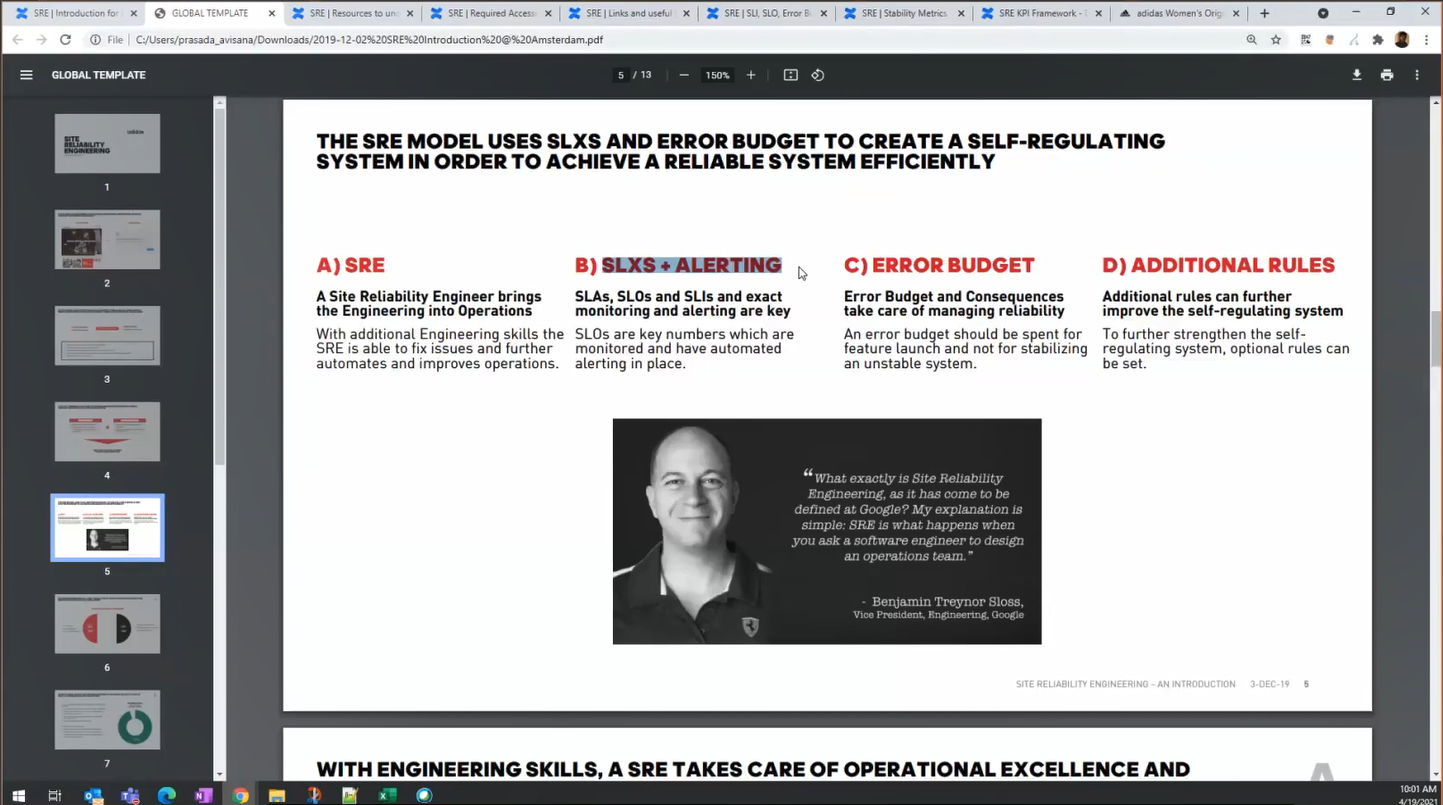 SRE | Introduction for
GLOBAL TEMPLATE
SRE | Resources to uns
SRE | Required Access
SRE | Links and useful
SRE | SLI, SLO, Error B
SRE | Stability Metrics
SRE KPI Framework -
adidas Women's Orig
File C:/Users/prasada_avisana/Downloads/2019-12-02%20SRE%20Introduction%20@%20Amsterdam.pdf
GLOBAL TEMPLATE
5 / 13
150%
SITE
RELIABILITY
ENGINEERING
adidas
1
2
3
4
5
6
7
THE SRE MODEL USES SLXS AND ERROR BUDGET TO CREATE A SELF-REGULATING
SYSTEM IN ORDER TO ACHIEVE A RELIABLE SYSTEM EFFICIENTLY
A) SRE
A Site Reliability Engineer brings
the Engineering into Operations
With additional Engineering skills the
SRE is able to fix issues and further
automates and improves operations.
B) SLXS + ALERTING
SLAs, SLOs and SLIs and exact
monitoring and alerting are key
SLOs are key numbers which are
monitored and have automated
alerting in place.
C) ERROR BUDGET
Error Budget and Consequences
take care of managing reliability
An error budget should be spent for
feature launch and not for stabilizing
an unstable system.
D) ADDITIONAL RULES
Additional rules can further
improve the self-regulating system
To further strengthen the self-
regulating system, optional rules can
be set.
“What exactly is Site Reliability
Engineering, as it has come to be
defined at Google? My explanation is
simple: SRE is what happens when
you ask a software engineer to design
an operations team.”
- Benjamin Treynor Sloss,
Vice President, Engineering, Google
SITE RELIABILITY ENGINEERING – AN INTRODUCTION 3-DEC-19 5
WITH ENGINEERING SKILLS, A SRE TAKES CARE OF OPERATIONAL EXCELLENCE AND
A
10:01 AM
4/19/2021